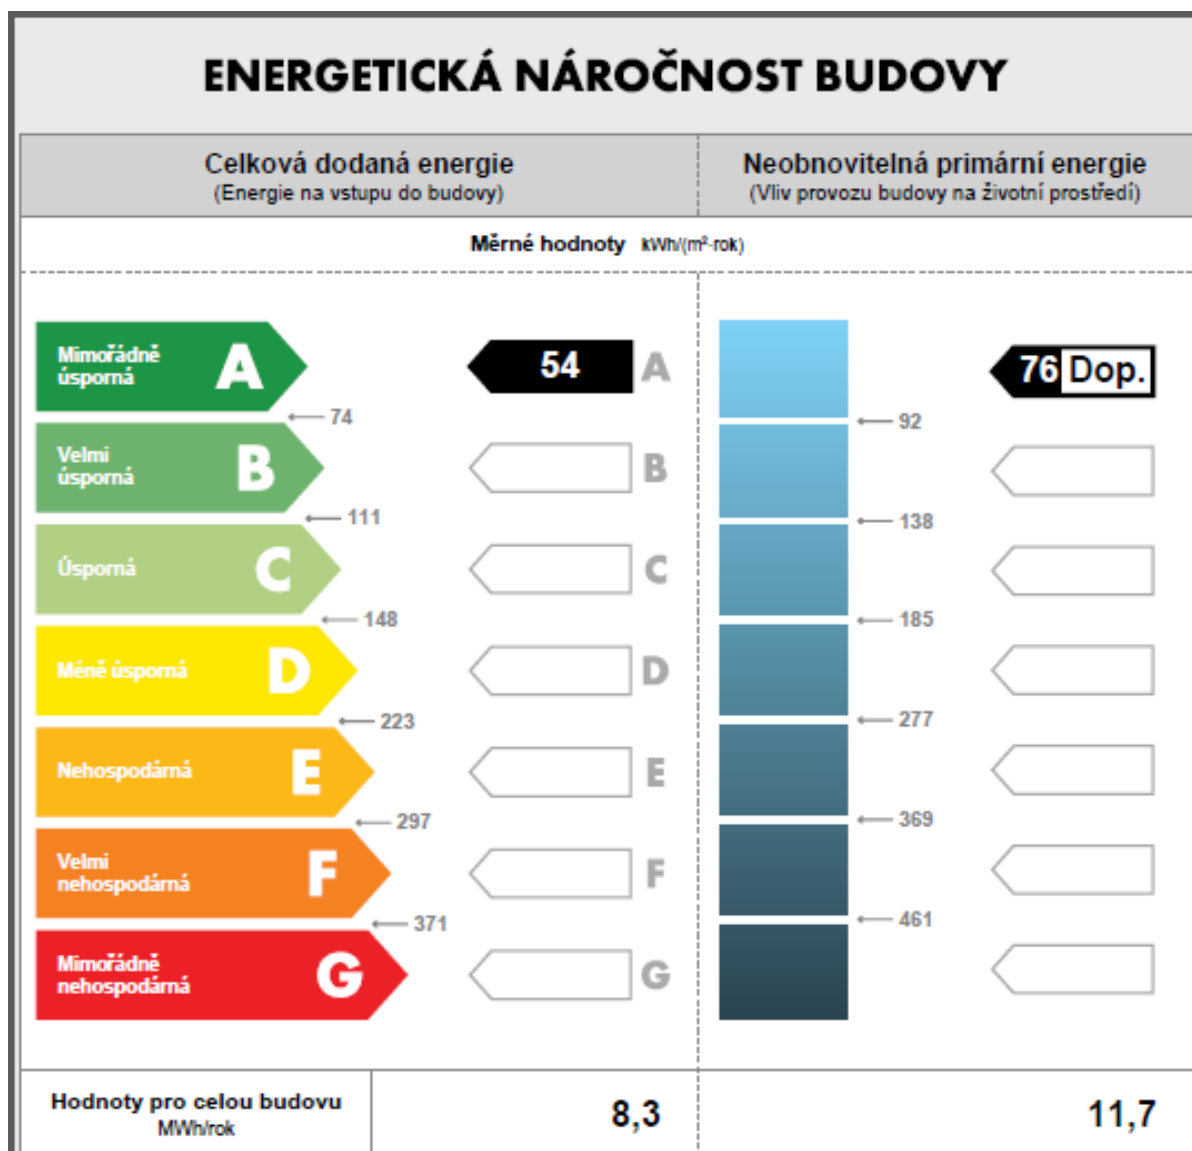 ENERGETICKÁ NÁROČNOST BUDOVY
Celková dodaná energie
(Energie na vstupu do budovy)
Neobnovitelná primární energie
(Vliv provozu budovy na životní prostředí)
Měrné hodnoty kWh/(m²·rok)
Mimořádně
úsporná
A
54
A
76 Dop.
74
92
Velmi
úsporná
B
B
111
138
Úsporná
C
C
148
185
Méně úsporná
D
D
223
277
Nehospodárná
E
E
297
369
Velmi
nehospodárná
F
F
371
461
Mimořádně
nehospodárná
G
G
Hodnoty pro celou budovu
MWh/rok
8,3
11,7